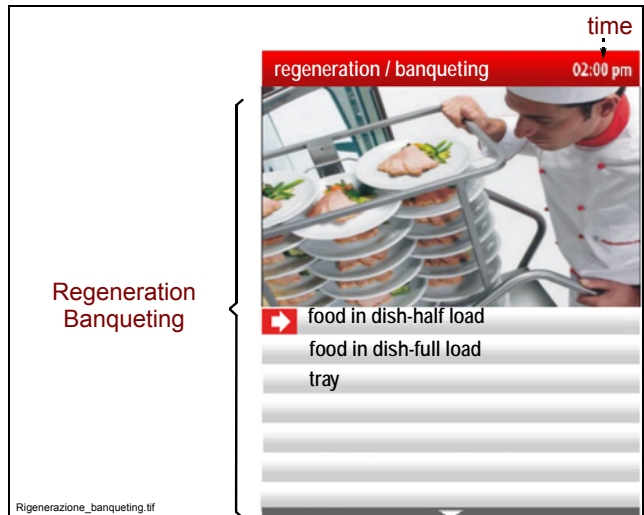 time
regeneration / banqueting 02:00 pm
Regeneration
Banqueting
food in dish-half load
food in dish-full load
tray
Rigenerazione_banqueting.tif